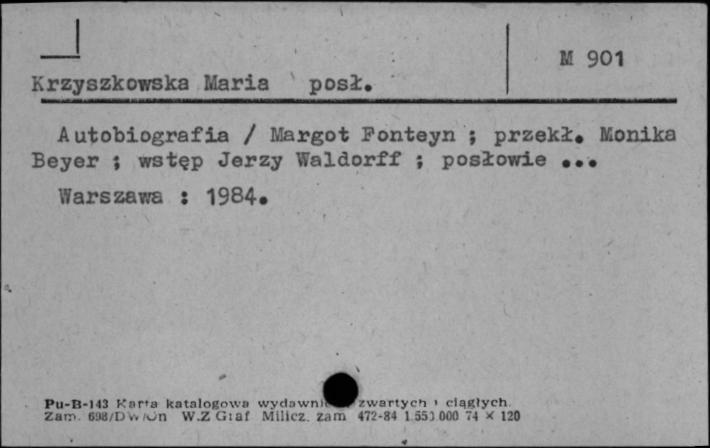 M 901
Krzyszkowska Maria posł.
Autobiografia / Margot Fonteyn ; przekł. Monika
Beyer ; wstęp Jerzy Waldorff ; posłowie ...
Warszawa : 1984.
Pu-B-143 Karta katalogowa zwartych i ciągłych.
Zam. 698/DW/On W.Z Graf Milicz. zam 472-84 1.550.000 74 × 120